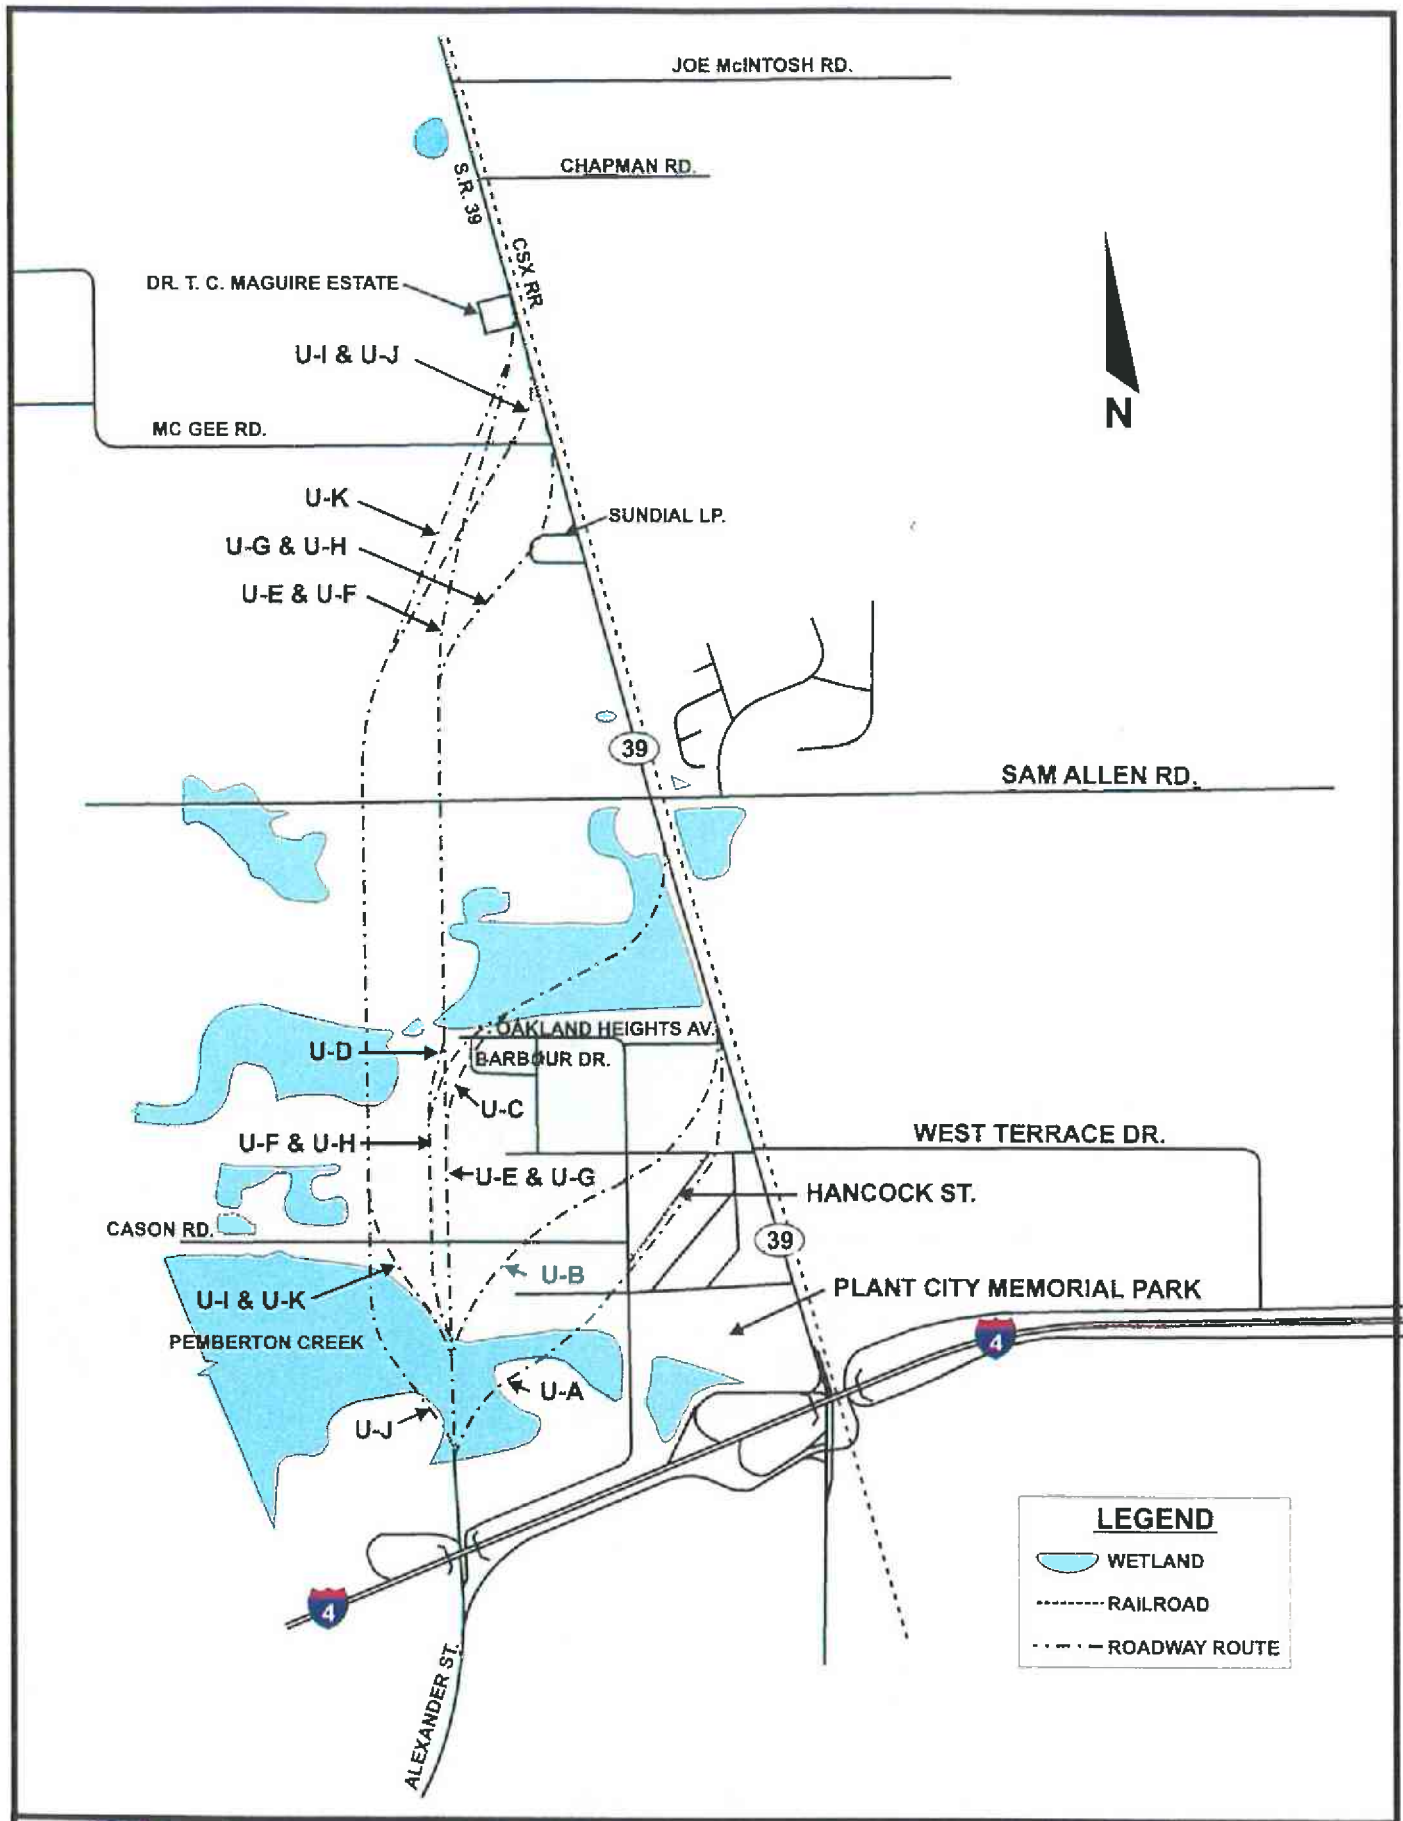 JOE McINTOSH RD.
CHAPMAN RD.
S.R. 39
CSX RR
DR. T. C. MAGUIRE ESTATE
U-I & U-J
N
MC GEE RD.
U-K
SUNDIAL LP.
U-G & U-H
U-E & U-F
39
SAM ALLEN RD.
OAKLAND HEIGHTS AV.
U-D
BARBOUR DR.
U-C
U-F & U-H
WEST TERRACE DR.
U-E & U-G
HANCOCK ST.
CASON RD.
39
U-B
U-I & U-K
PLANT CITY MEMORIAL PARK
PEMBERTON CREEK
4
U-A
U-J
LEGEND
WETLAND
RAILROAD
ROADWAY ROUTE
4
ALEXANDER ST.